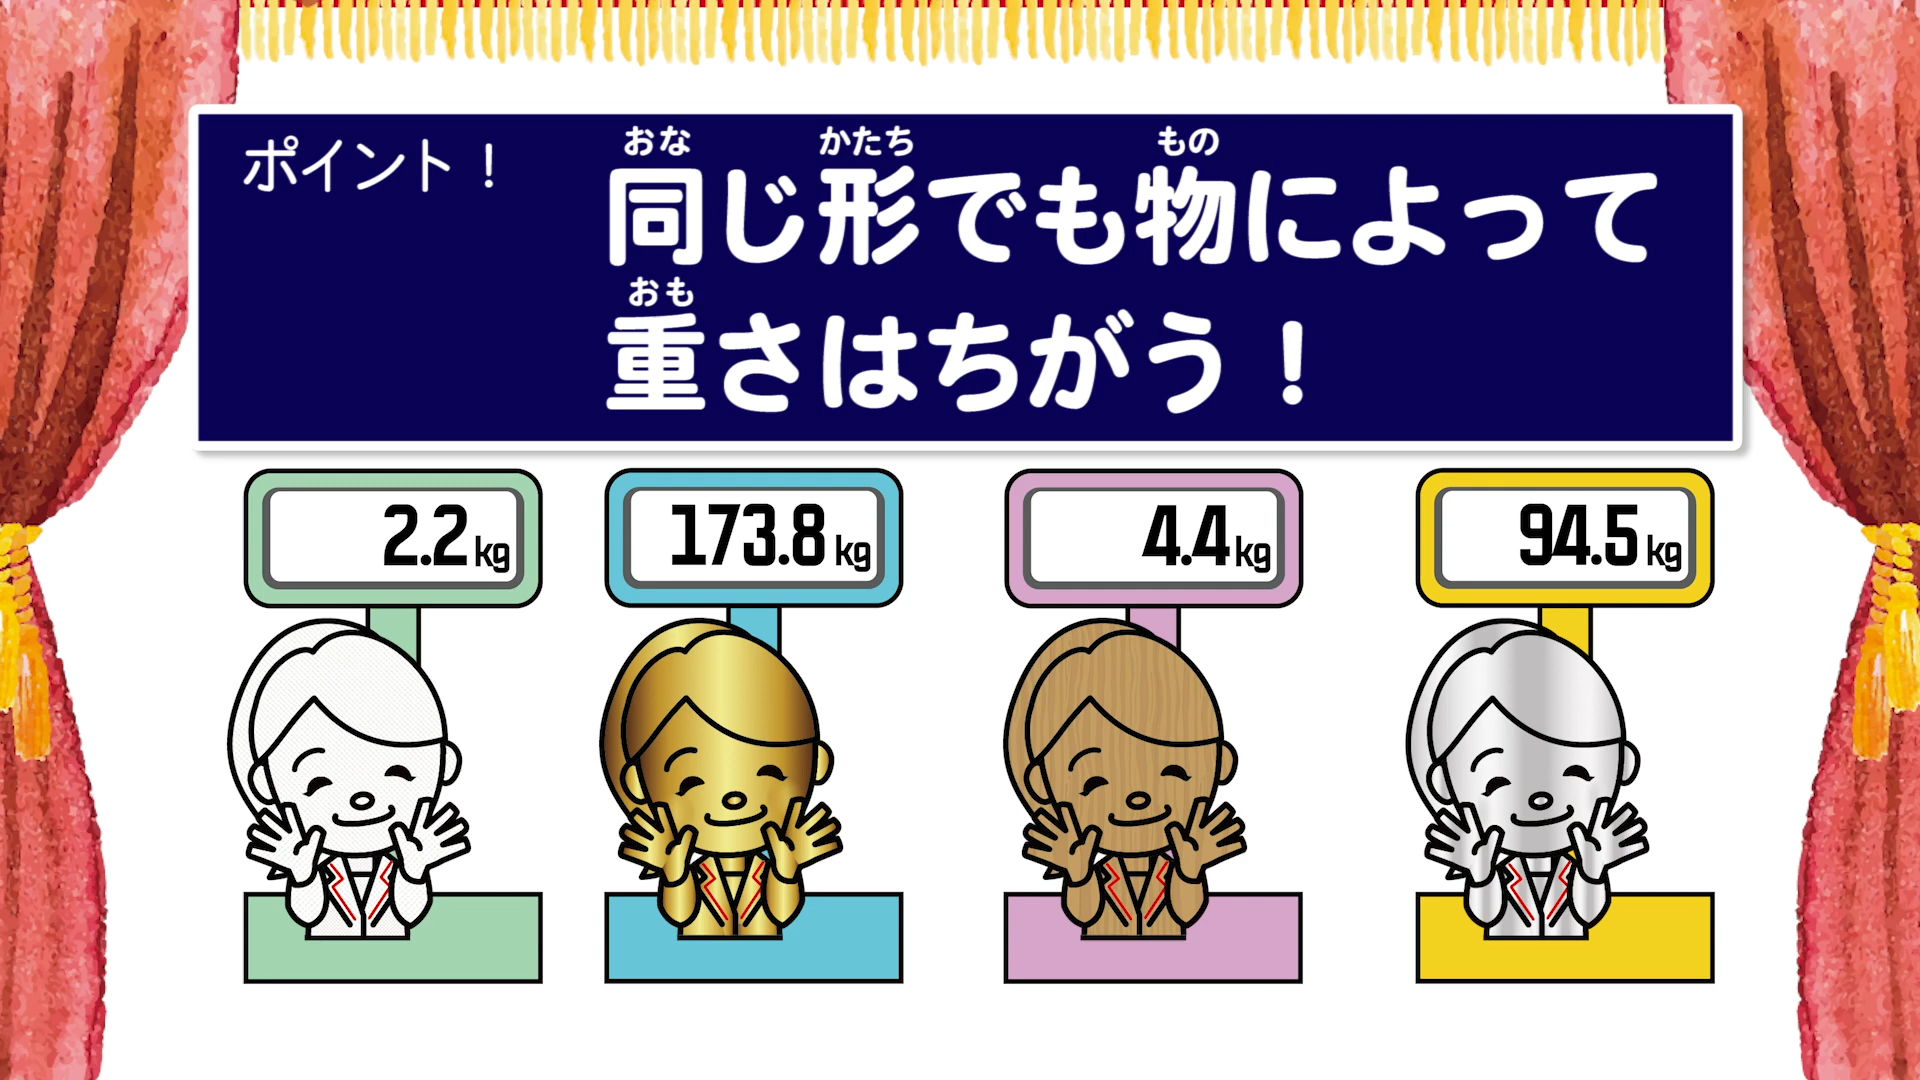 ポイント！
おな かたち もの
同じ形でも物によって
おも
重さはちがう！
2.2kg
173.8kg
4.4kg
94.5kg